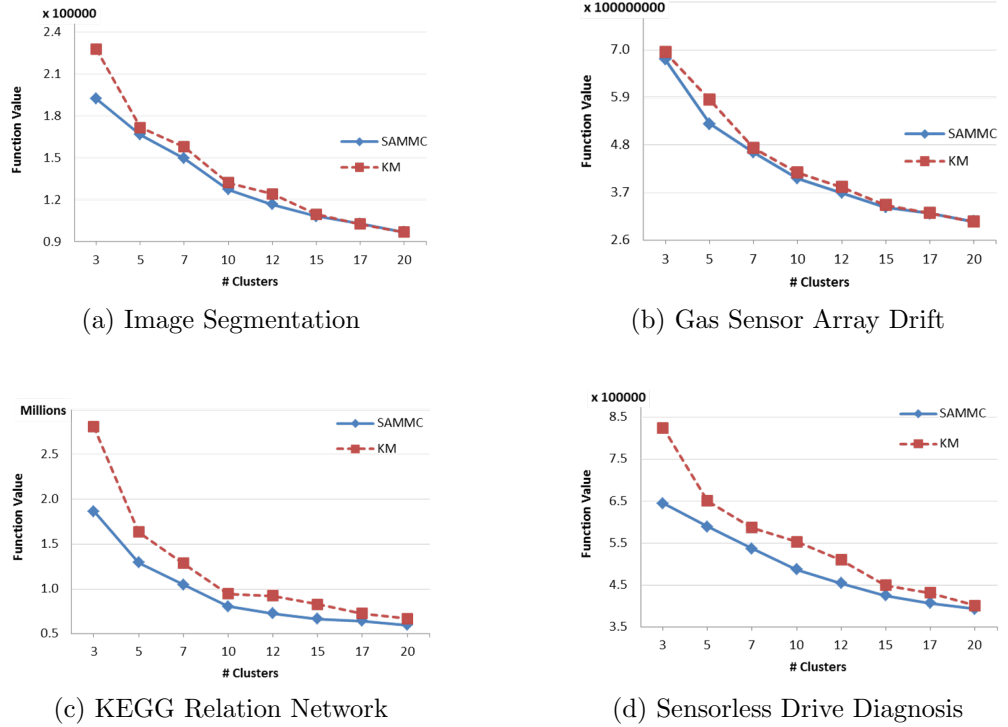 x 100000
2.4
2.1
1.8
1.5
1.2
0.9
Function Value
SAMMC
KM
3 5 7 10 12 15 17 20
# Clusters
(a) Image Segmentation
x 100000000
7.0
5.9
4.8
3.7
2.6
Function Value
SAMMC
KM
3 5 7 10 12 15 17 20
# Clusters
(b) Gas Sensor Array Drift
Millions
2.5
2.0
1.5
1.0
0.5
Function Value
SAMMC
KM
3 5 7 10 12 15 17 20
# Clusters
(c) KEGG Relation Network
x 100000
8.5
7.5
6.5
5.5
4.5
3.5
Function Value
SAMMC
KM
3 5 7 10 12 15 17 20
# Clusters
(d) Sensorless Drive Diagnosis